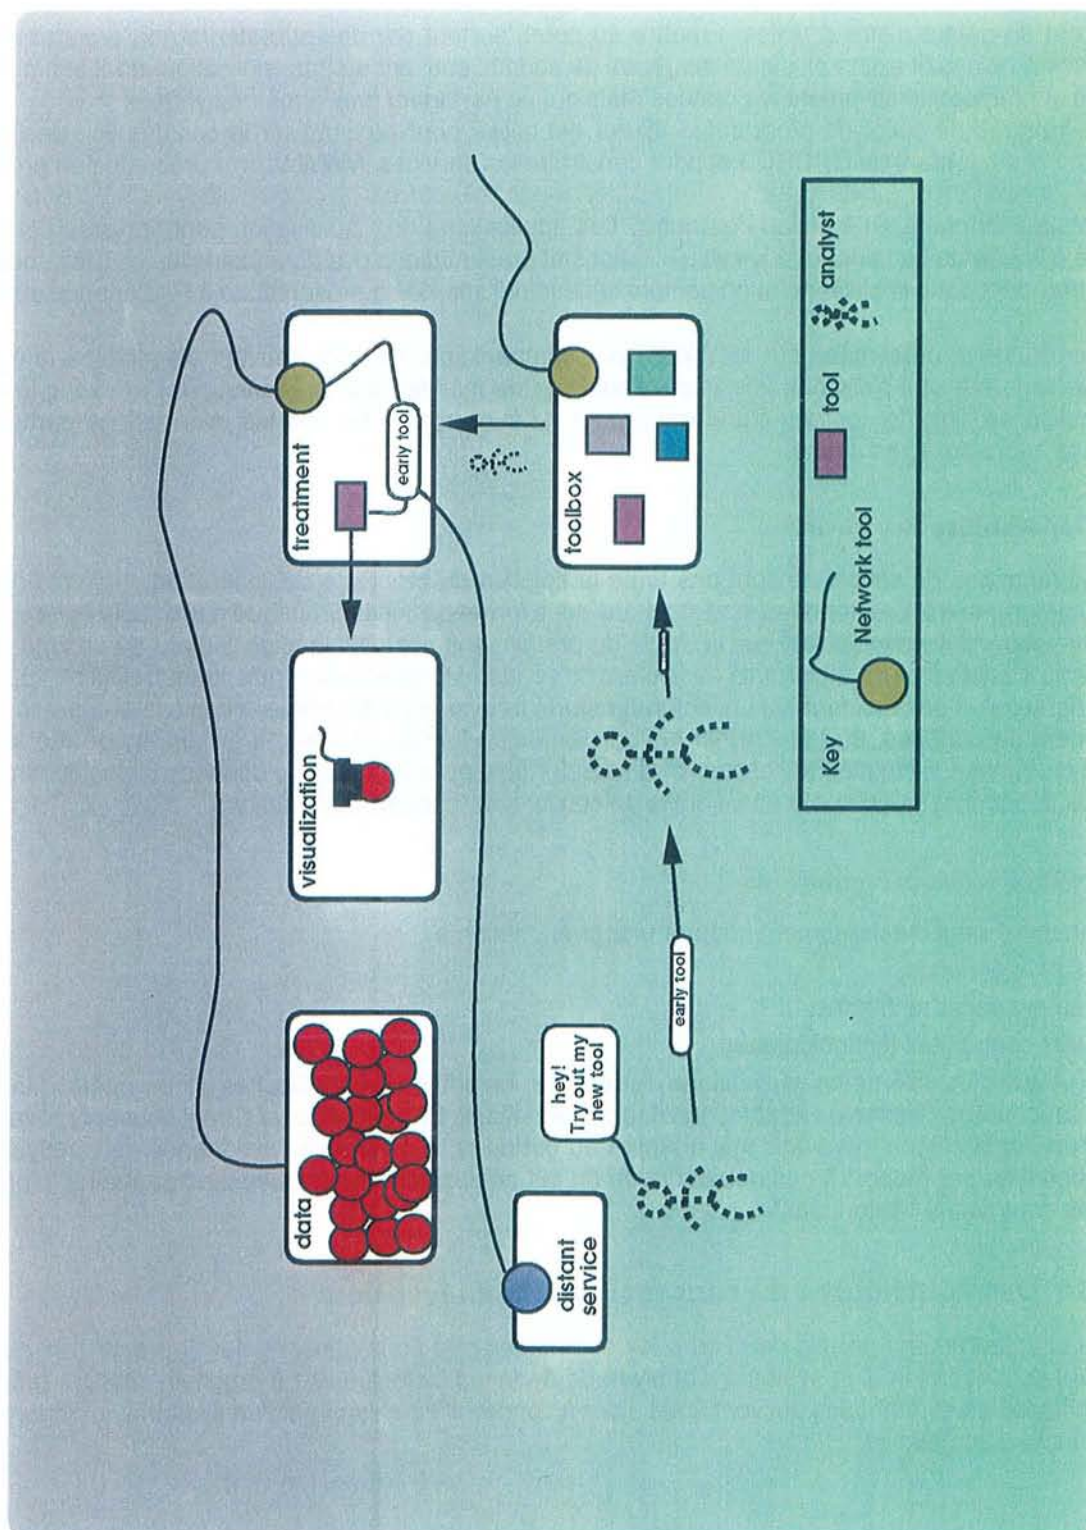 data
visualization
treatment
early tool
distant
service
hey!
Try out my
new tool
early tool
toolbox
Key
Network tool
tool
analyst